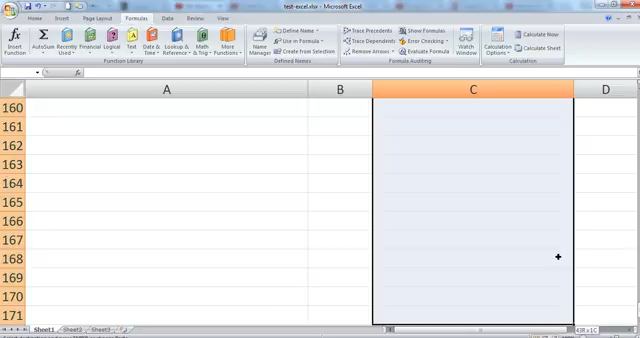 test-excel.xlsx - Microsoft Excel
Home Insert Page Layout Formulas Data Review View
Insert Function
AutoSum
Recently Used
Financial
Logical
Text
Date & Time
Lookup & Reference
Math & Trig
More Functions
Function Library
Name Manager
Define Name
Use in Formula
Create from Selection
Defined Names
Trace Precedents
Trace Dependents
Remove Arrows
Show Formulas
Error Checking
Evaluate Formula
Formula Auditing
Watch Window
Calculation Options
Calculate Now
Calculate Sheet
Calculation
fx
A B C D
160
161
162
163
164
165
166
167
168
169
170
171
Sheet1 Sheet2 Sheet3
43R x 1C